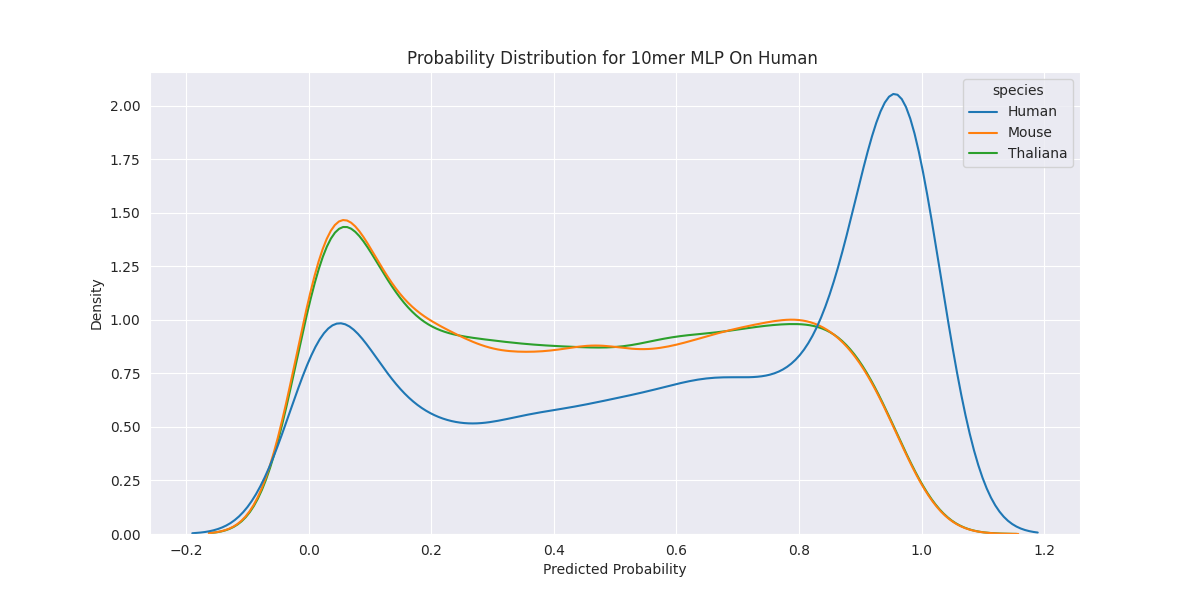 Probability Distribution for 10mer MLP On Human
species
Human
Mouse
Thaliana
Density
2.00
1.75
1.50
1.25
1.00
0.75
0.50
0.25
0.00
−0.2 0.0 0.2 0.4 0.6 0.8 1.0 1.2
Predicted Probability